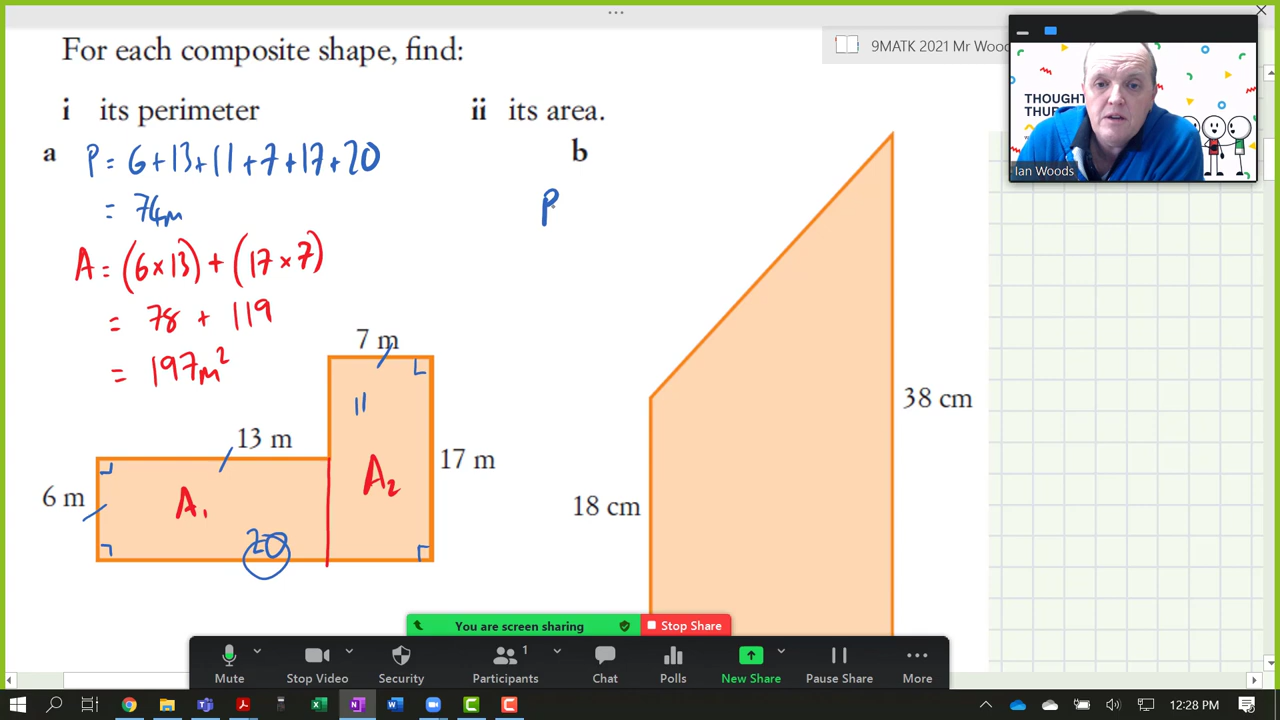 For each composite shape, find:
9MATK 2021 Mr Wood
i its perimeter
ii its area.
a
P = 6+13+11+7+17+20
= 74m
A = (6×13) + (17×7)
= 78 + 119
= 197m²
7 m
11
13 m
6 m
17 m
A₁
A₂
20
b
P
38 cm
18 cm
THOUGHT
THUR
Ian Woods
You are screen sharing
Stop Share
Mute
Stop Video
Security
1
Participants
Chat
Polls
New Share
Pause Share
More
12:28 PM